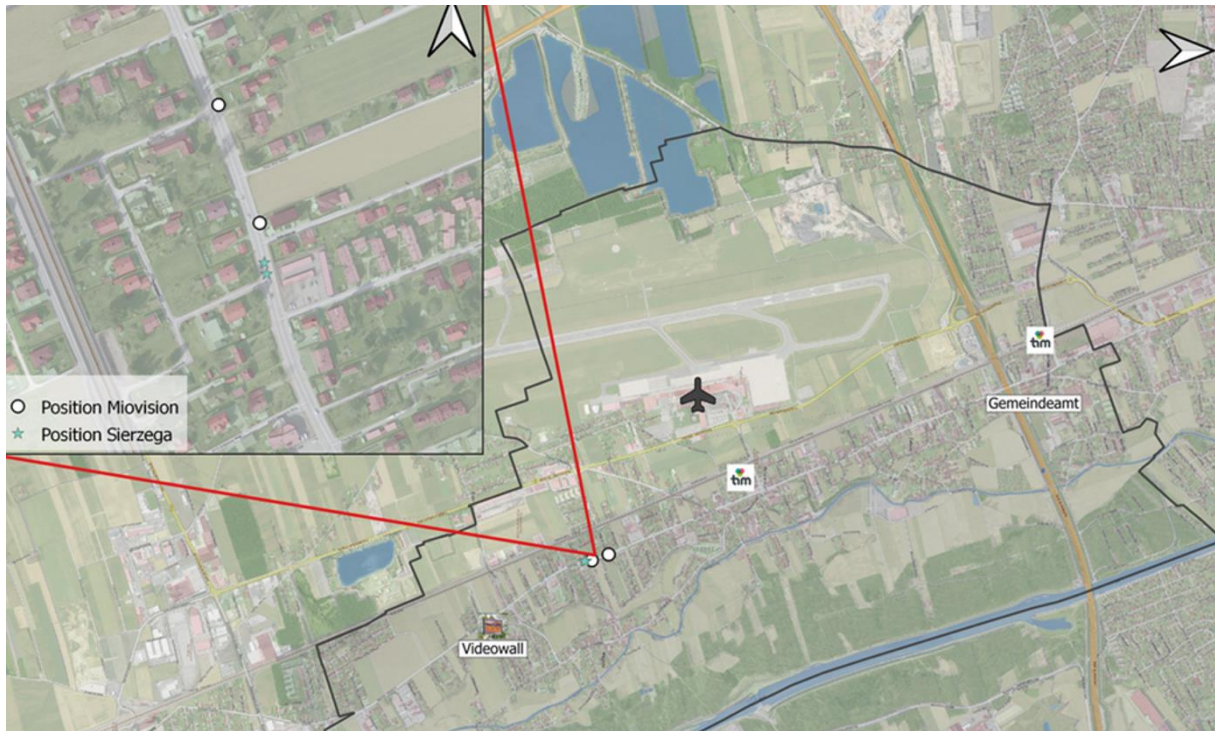 Position Miovision
Position Sierzega
tim
Gemeindeamt
tim
Videowall